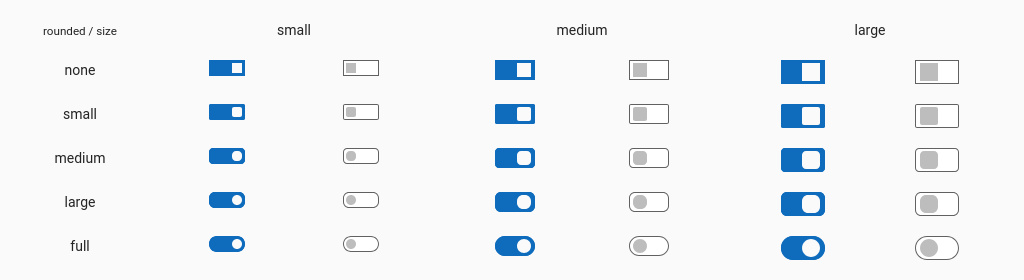 rounded / size small medium large
none
small
medium
large
full